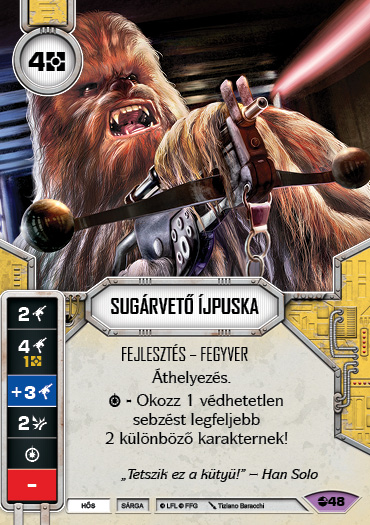 4
SUGÁRVETŐ ÍJPUSKA
2
4
1
+3
2
-
FEJLESZTÉS – FEGYVER
Áthelyezés.
- Okozz 1 védhetetlen
sebzést legfeljebb
2 különböző karakternek!
„Tetszik ez a kütyü!” – Han Solo
HŐS
SÁRGA
© LFL © FFG
Tiziano Baracchi
48